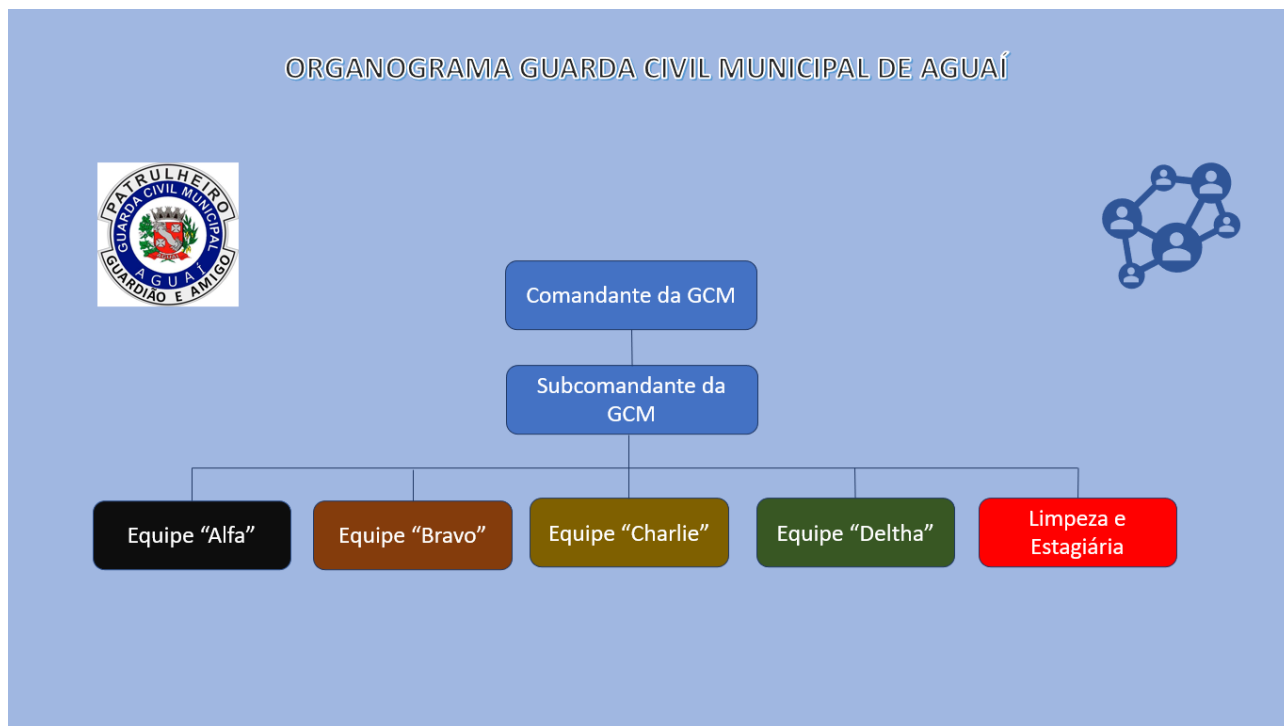 ORGANOGRAMA GUARDA CIVIL MUNICIPAL DE AGUAÍ
PATRULHEIRO
GUARDA CIVIL MUNICIPAL
AGUAÍ
GUARDIÃO E AMIGO
Comandante da GCM
Subcomandante da
GCM
Equipe “Alfa”
Equipe “Bravo”
Equipe “Charlie”
Equipe “Deltha”
Limpeza e
Estagiária